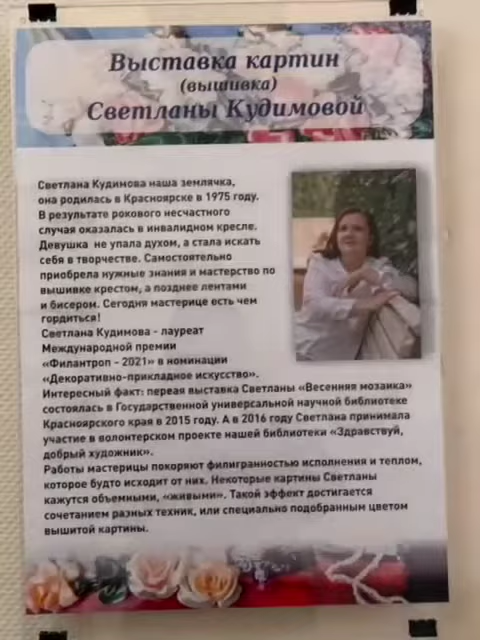 Выставка картин
(вышивка)
Светланы Кудимовой
Светлана Кудимова наша землячка,
она родилась в Красноярске в 1975 году.
В результате рокового несчастного
случая оказалась в инвалидном кресле.
Девушка не упала духом, а стала искать
себя в творчестве. Самостоятельно
приобрела нужные знания и мастерство по
вышивке крестом, а позднее лентами
и бисером. Сегодня мастерице есть чем
гордиться!
Светлана Кудимова - лауреат
Международной премии
«Филантроп - 2021» в номинации
«Декоративно-прикладное искусство».
Интересный факт: первая выставка Светланы «Весенняя мозаика»
состоялась в Государственной универсальной научной библиотеке
Красноярского края в 2015 году. А в 2016 году Светлана принимала
участие в волонтерском проекте нашей библиотеки «Здравствуй,
добрый художник».
Работы мастерицы покоряют филигранностью исполнения и теплом,
которое будто исходит от них. Некоторые картины Светланы
кажутся объемными, «живыми». Такой эффект достигается
сочетанием разных техник, или специально подобранным цветом
вышитой картины.